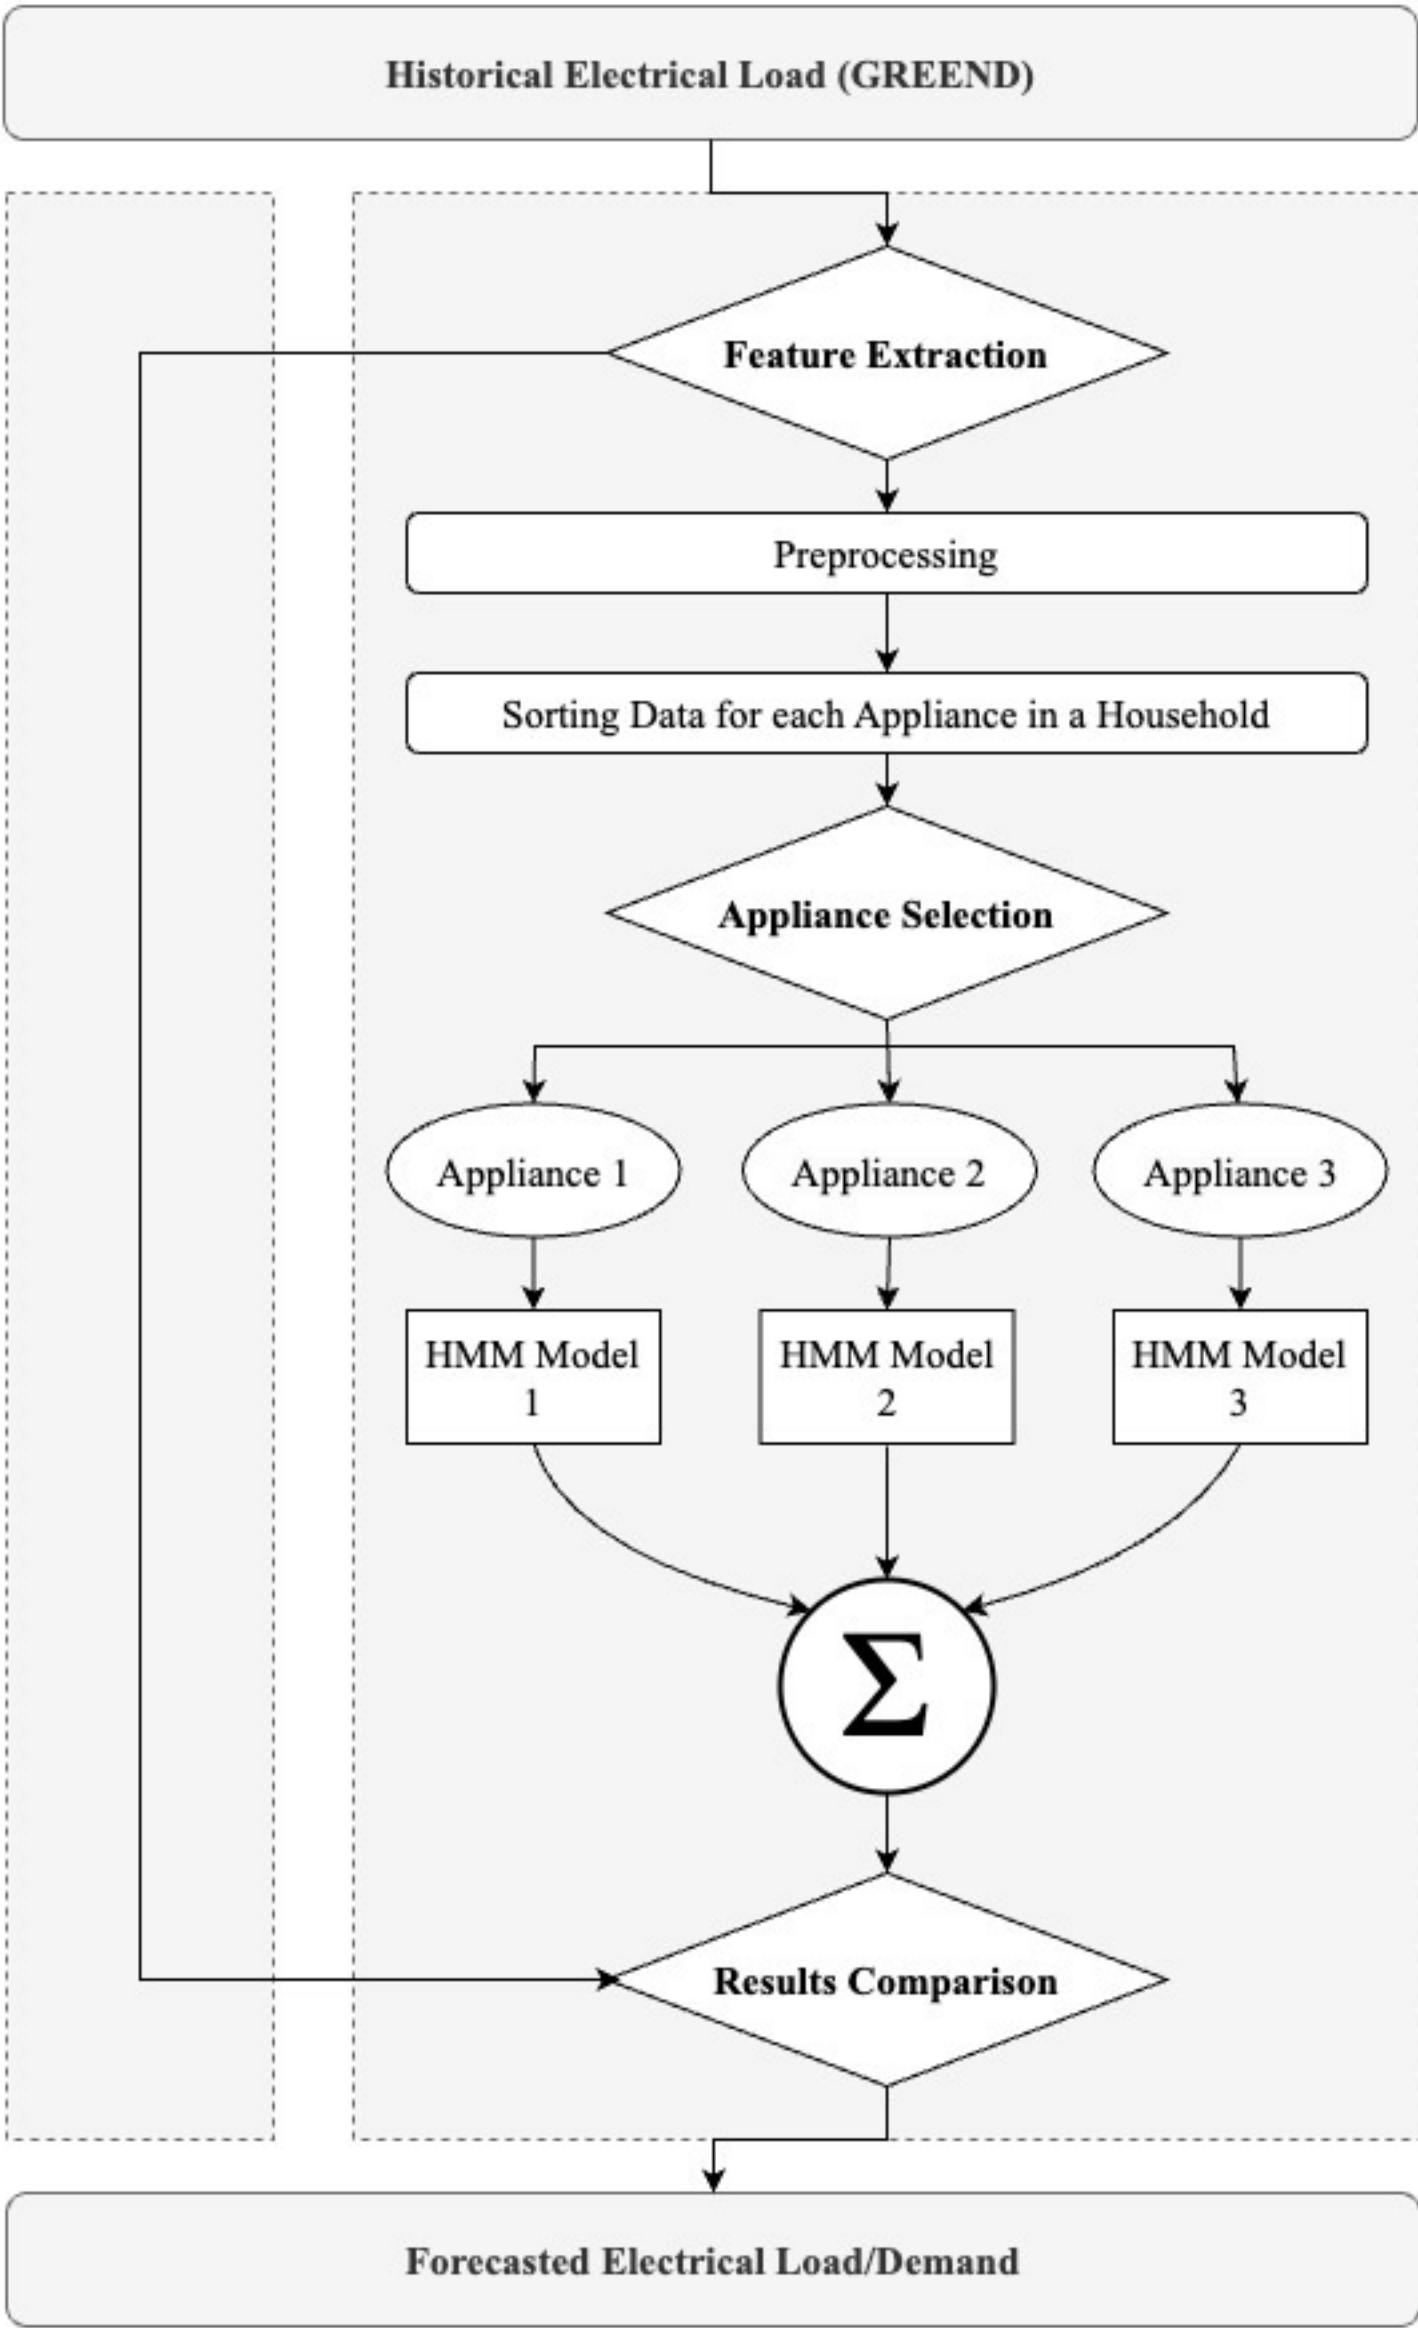 Historical Electrical Load (GREEND)
Feature Extraction
Preprocessing
Sorting Data for each Appliance in a Household
Appliance Selection
Appliance 1
Appliance 2
Appliance 3
HMM Model
1
HMM Model
2
HMM Model
3
Σ
Results Comparison
Forecasted Electrical Load/Demand